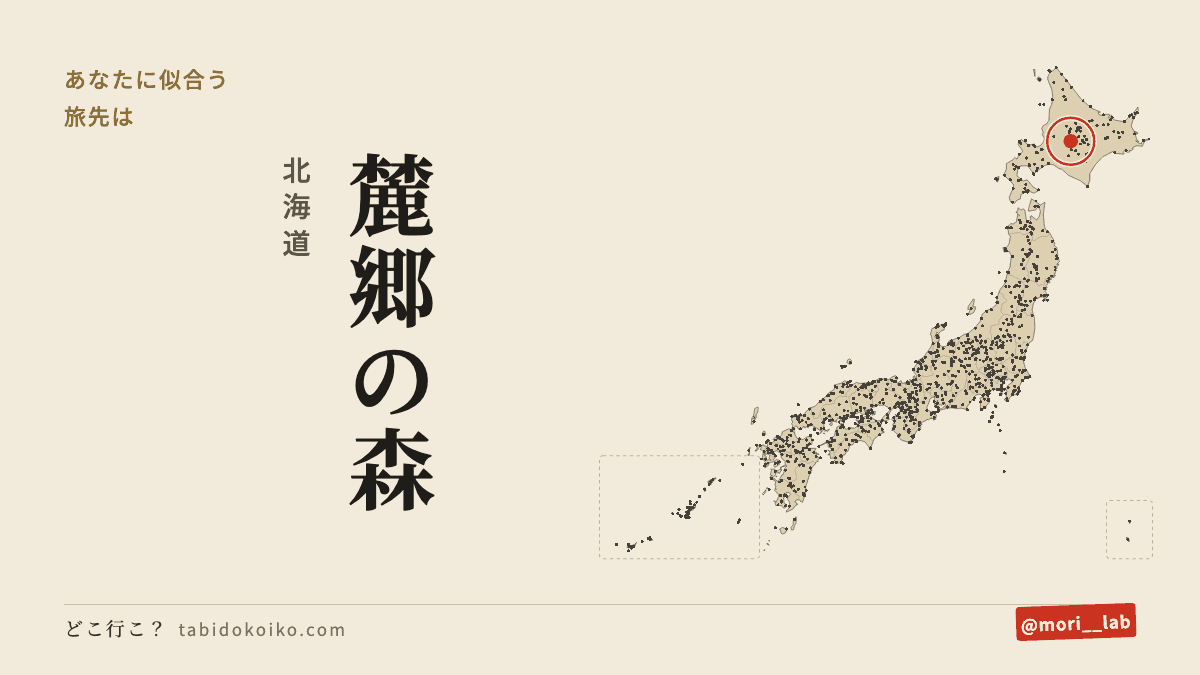 あなたに似合う
旅先は
麓郷の森
北海道
どこ行こ？ tabidokoiko.com
@mori__lab